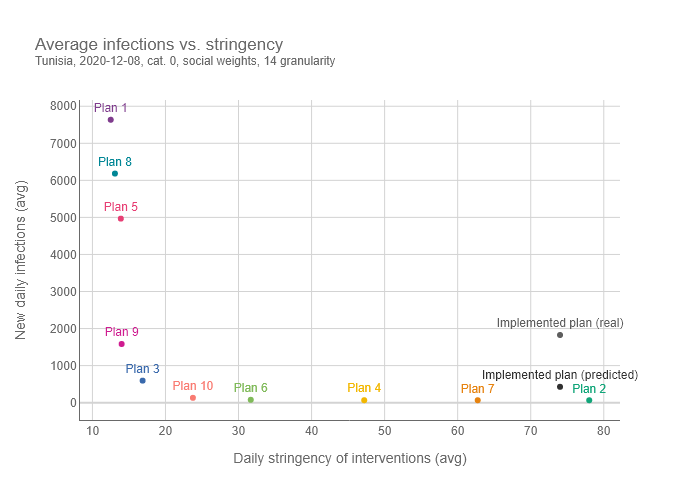 Average infections vs. stringency
Tunisia, 2020-12-08, cat. 0, social weights, 14 granularity
8000
7000
6000
5000
4000
3000
2000
1000
0
New daily infections (avg)
Plan 1
Plan 8
Plan 5
Plan 9
Plan 3
Plan 10
Plan 6
Plan 4
Plan 7
Plan 2
Implemented plan (real)
Implemented plan (predicted)
10 20 30 40 50 60 70 80
Daily stringency of interventions (avg)